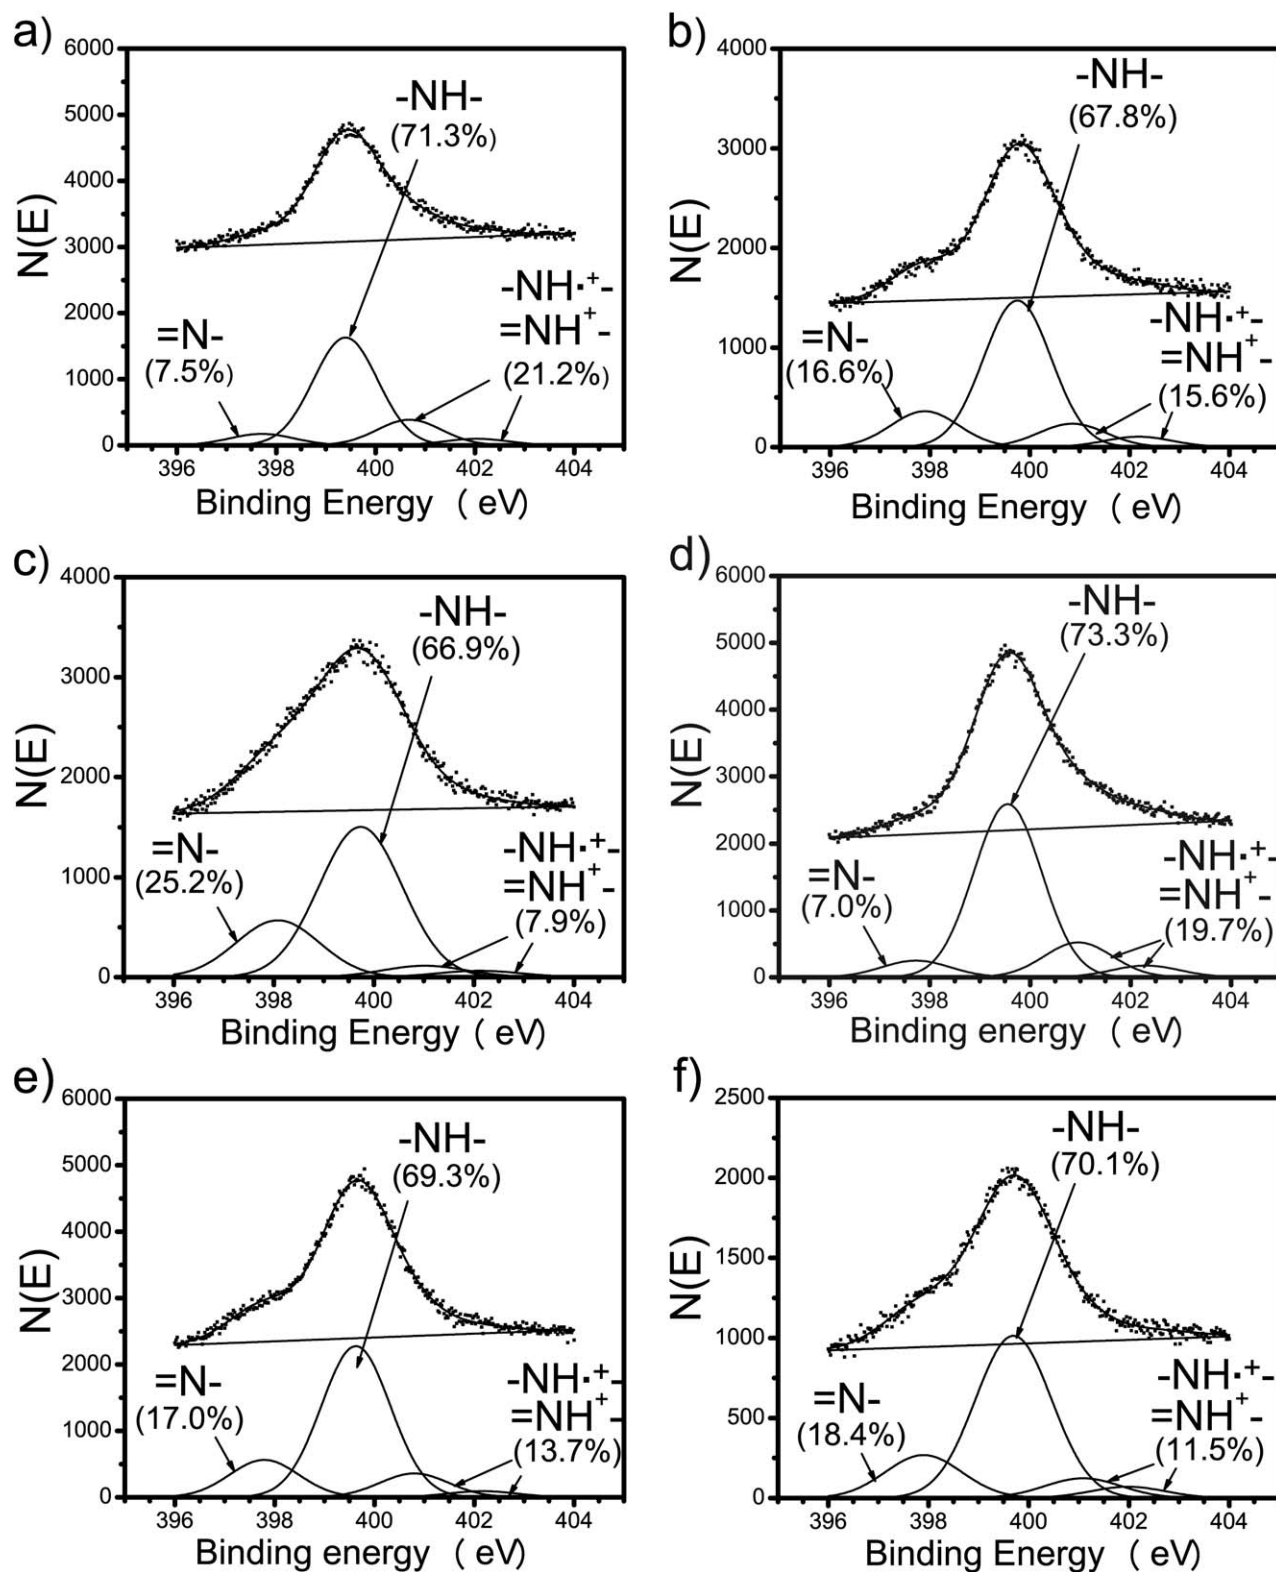 a)
6000
5000
4000
3000
2000
1000
0
N(E)
-NH-
(71.3%)
-NH·⁺-
=NH⁺-
(21.2%)
=N-
(7.5%)
396 398 400 402 404
Binding Energy ( eV)
b)
4000
3000
2000
1000
0
N(E)
-NH-
(67.8%)
=N-
(16.6%)
-NH·⁺-
=NH⁺-
(15.6%)
396 398 400 402 404
Binding Energy ( eV)
c)
4000
3000
2000
1000
0
N(E)
-NH-
(66.9%)
=N-
(25.2%)
-NH·⁺-
=NH⁺-
(7.9%)
396 398 400 402 404
Binding Energy ( eV)
d)
6000
5000
4000
3000
2000
1000
0
N(E)
-NH-
(73.3%)
=N-
(7.0%)
-NH·⁺-
=NH⁺-
(19.7%)
396 398 400 402 404
Binding energy ( eV)
e)
6000
5000
4000
3000
2000
1000
0
N(E)
-NH-
(69.3%)
=N-
(17.0%)
-NH·⁺-
=NH⁺-
(13.7%)
396 398 400 402 404
Binding energy ( eV)
f)
2500
2000
1500
1000
500
0
N(E)
-NH-
(70.1%)
=N-
(18.4%)
-NH·⁺-
=NH⁺-
(11.5%)
396 398 400 402 404
Binding Energy ( eV)